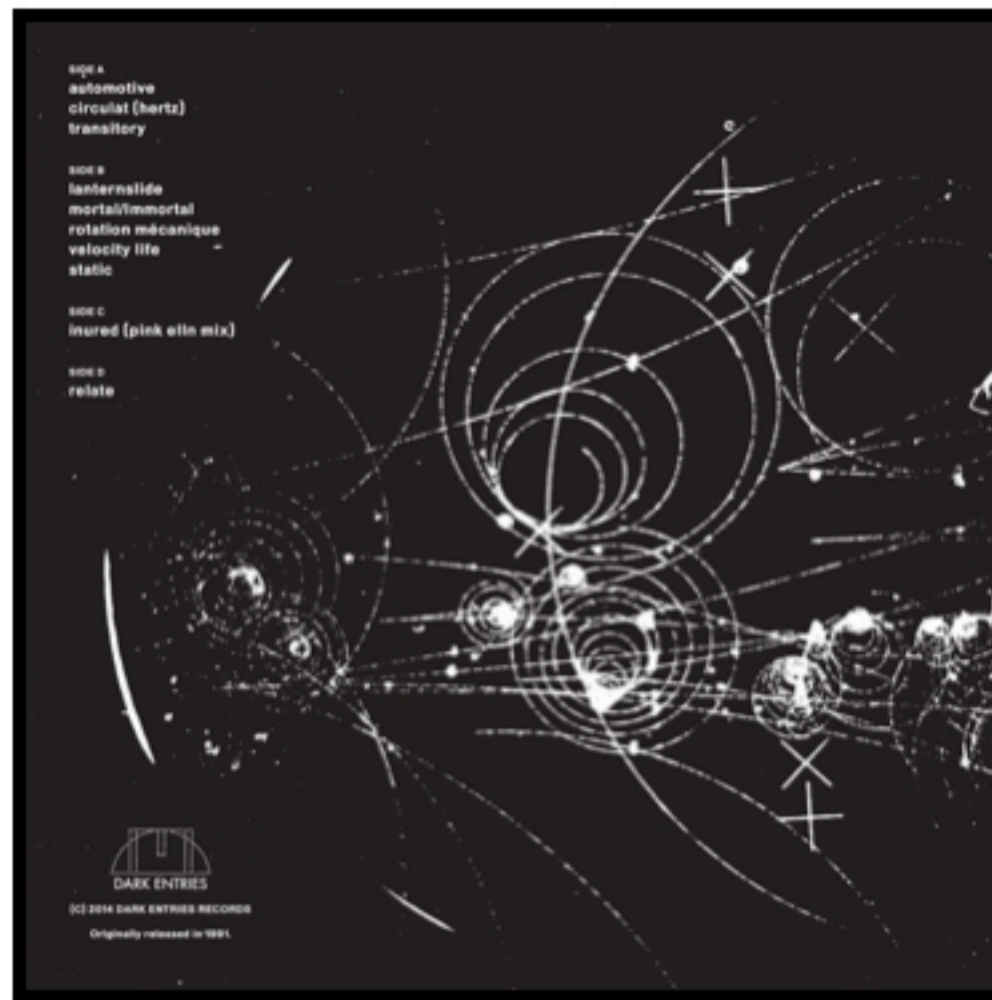 SIDE A
automotive
circulat (hertz)
transitory
SIDE B
lanternslide
mortal/immortal
rotation mécanique
velocity life
static
SIDE C
inured (pink elln mix)
SIDE D
relate
DARK ENTRIES
(C) 2014 DARK ENTRIES RECORDS
Originally released in 1991.